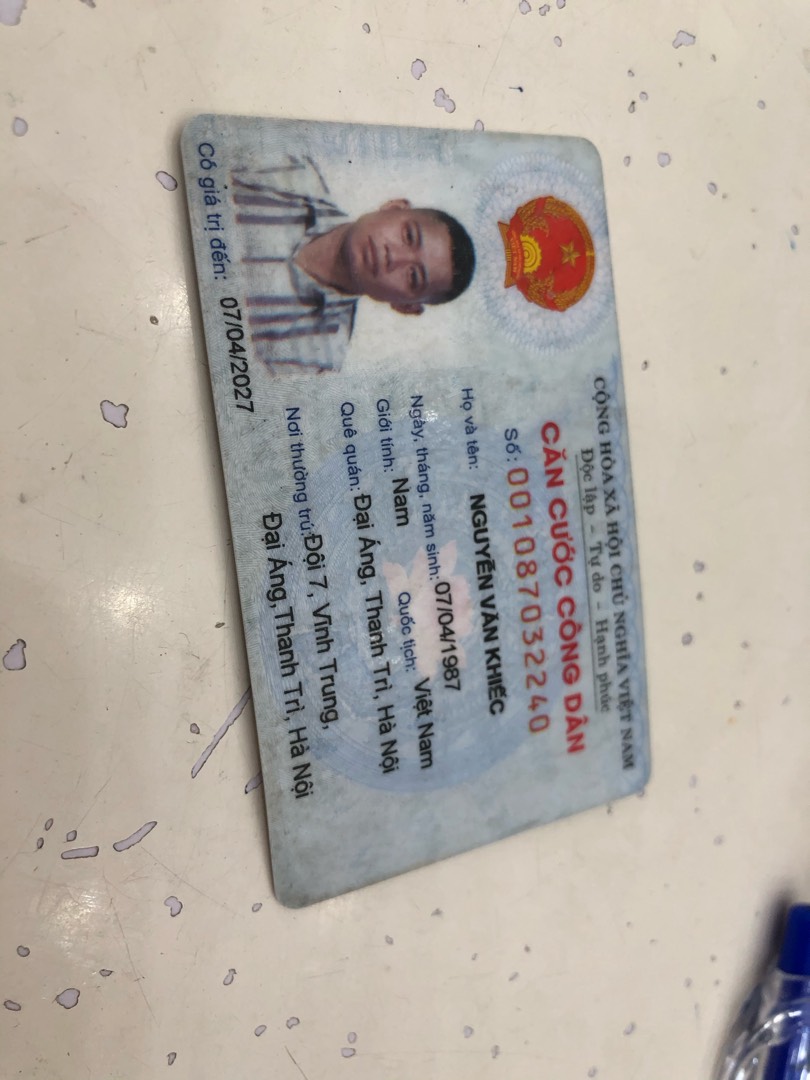 CỘNG HÒA XÃ HỘI CHỦ NGHĨA VIỆT NAM
Độc lập - Tự do - Hạnh phúc
CĂN CƯỚC CÔNG DÂN
Số: 001087032240
Họ và tên: NGUYỄN VĂN KHIẾC
Ngày, tháng, năm sinh: 07/04/1987
Giới tính: Nam Quốc tịch: Việt Nam
Quê quán: Đại Áng, Thanh Trì, Hà Nội
Nơi thường trú: Đội 7, Vĩnh Trung,
Đại Áng, Thanh Trì, Hà Nội
Có giá trị đến: 07/04/2027